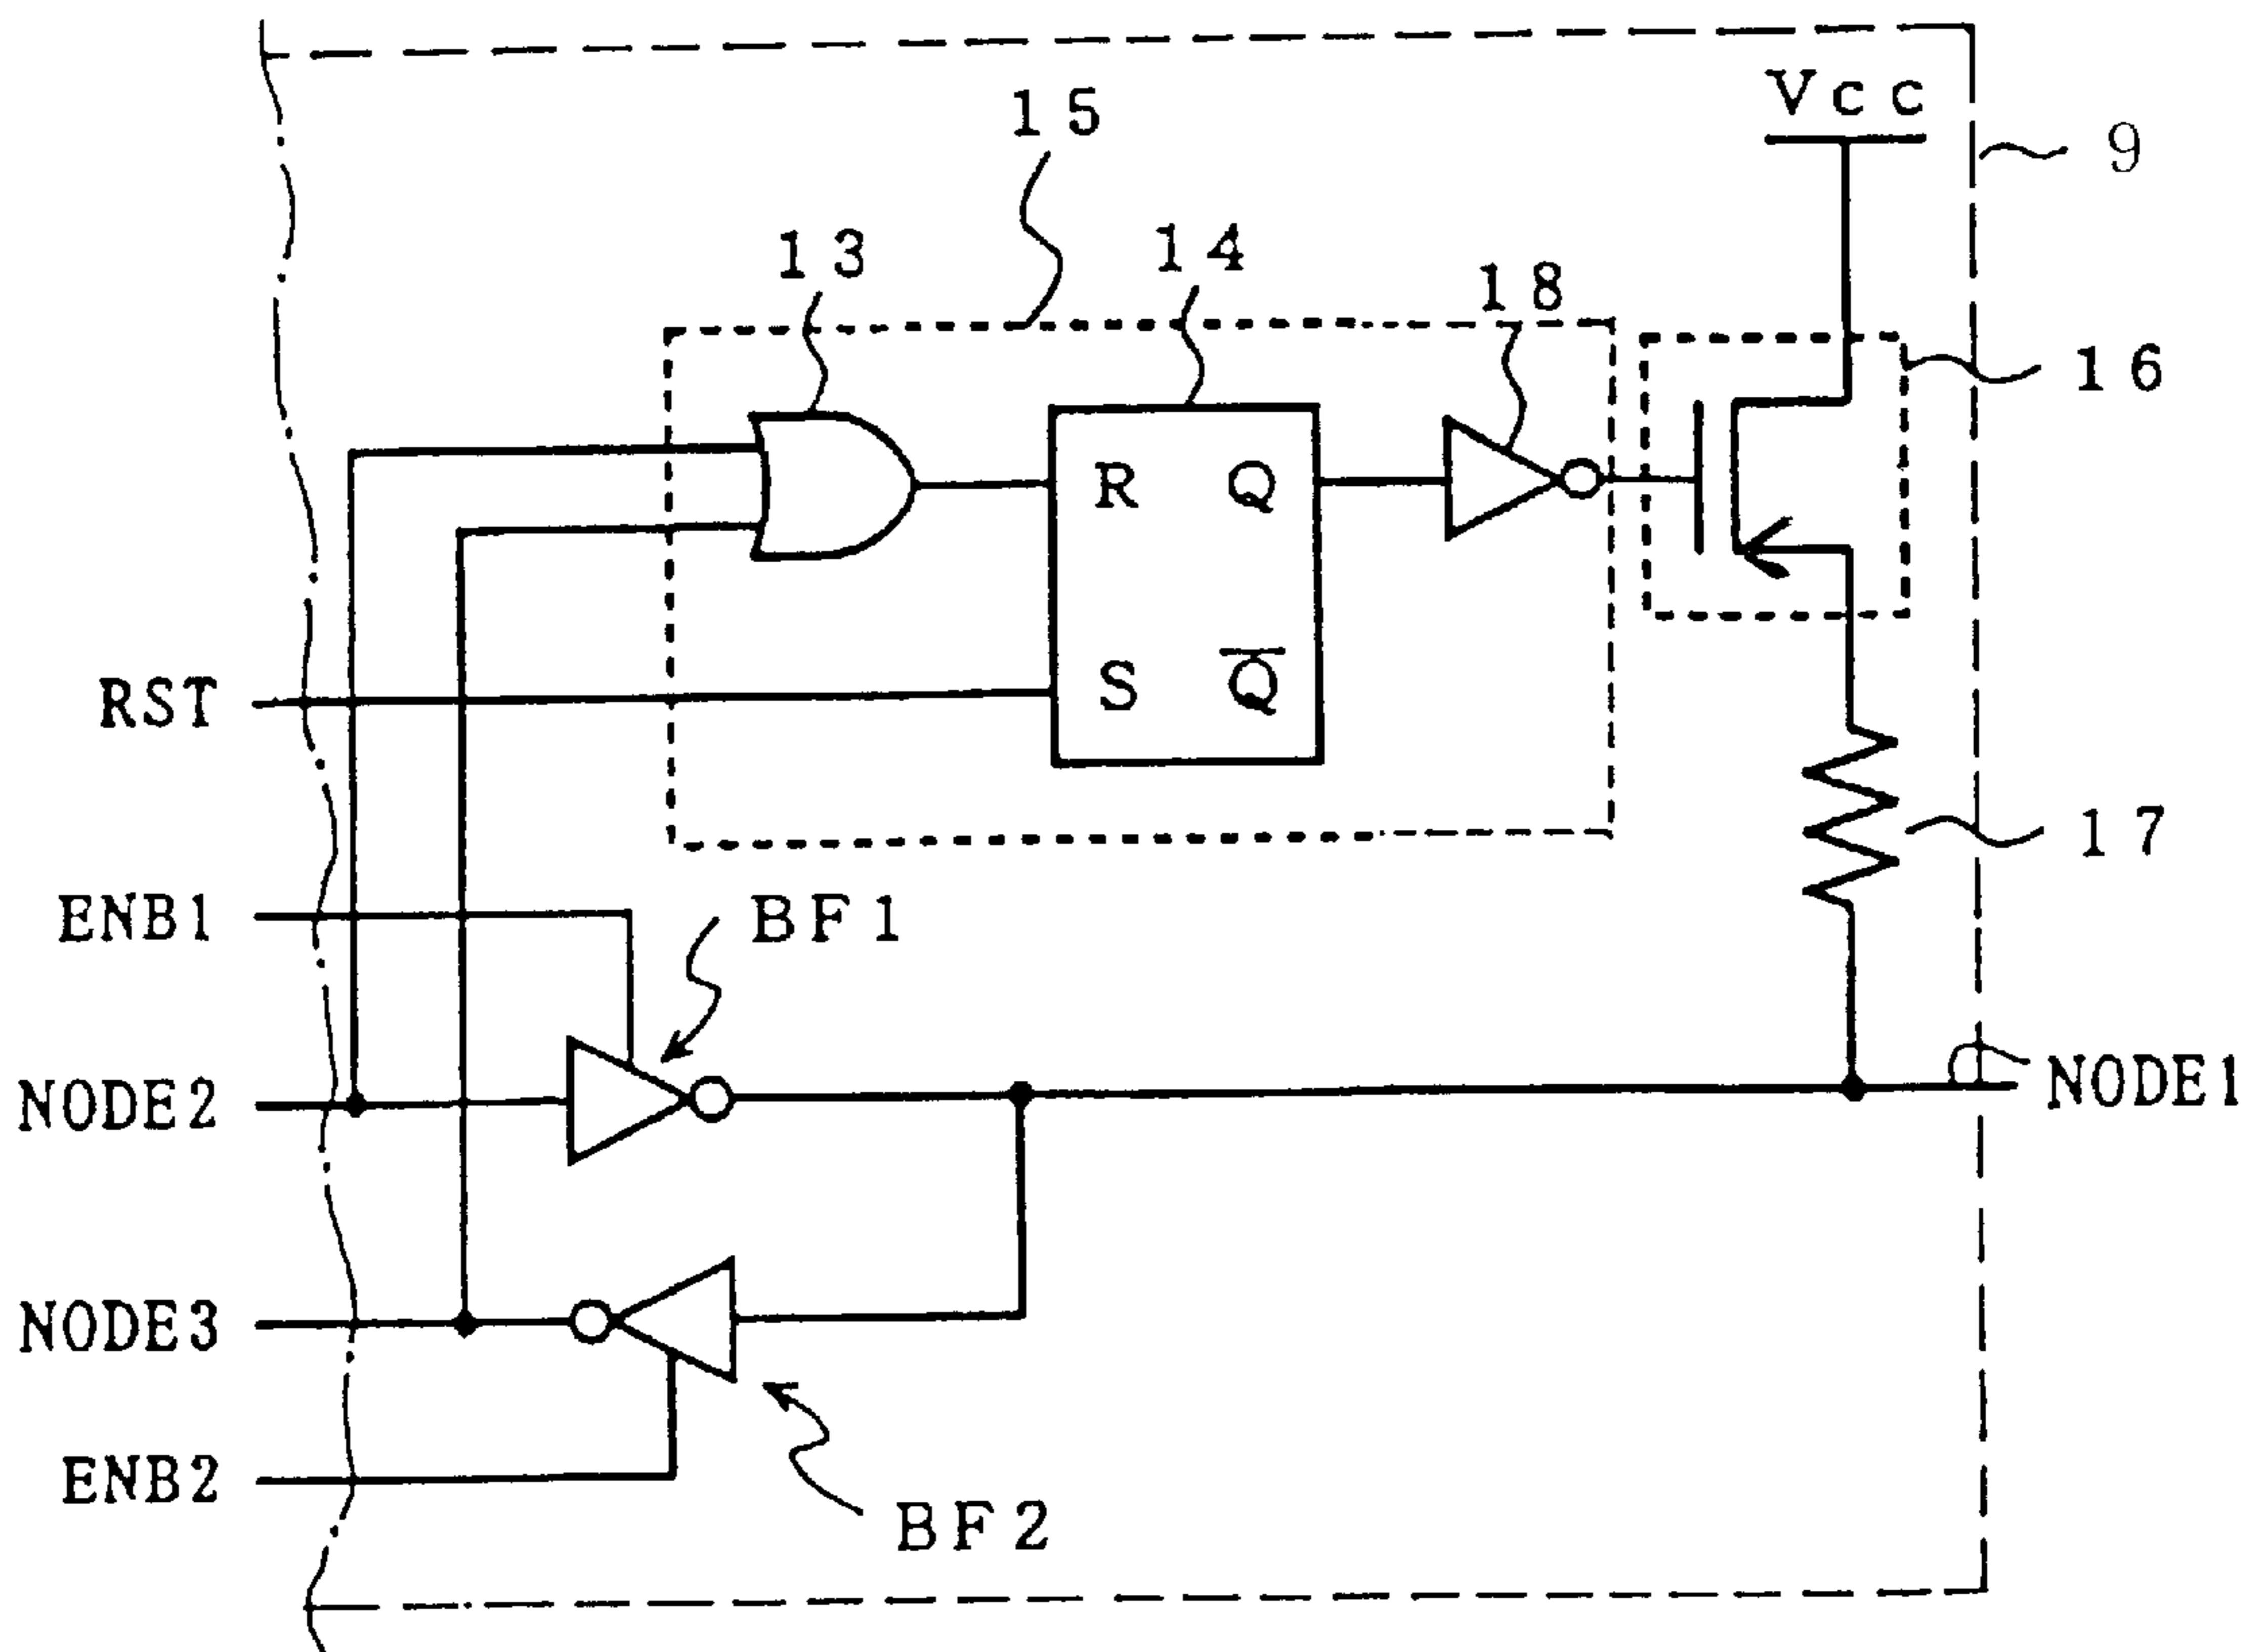 Vcc
15
9
13
14
18
16
R
Q
RST
S
Q̅
17
ENB1
BF1
NODE2
NODE1
NODE3
ENB2
BF2